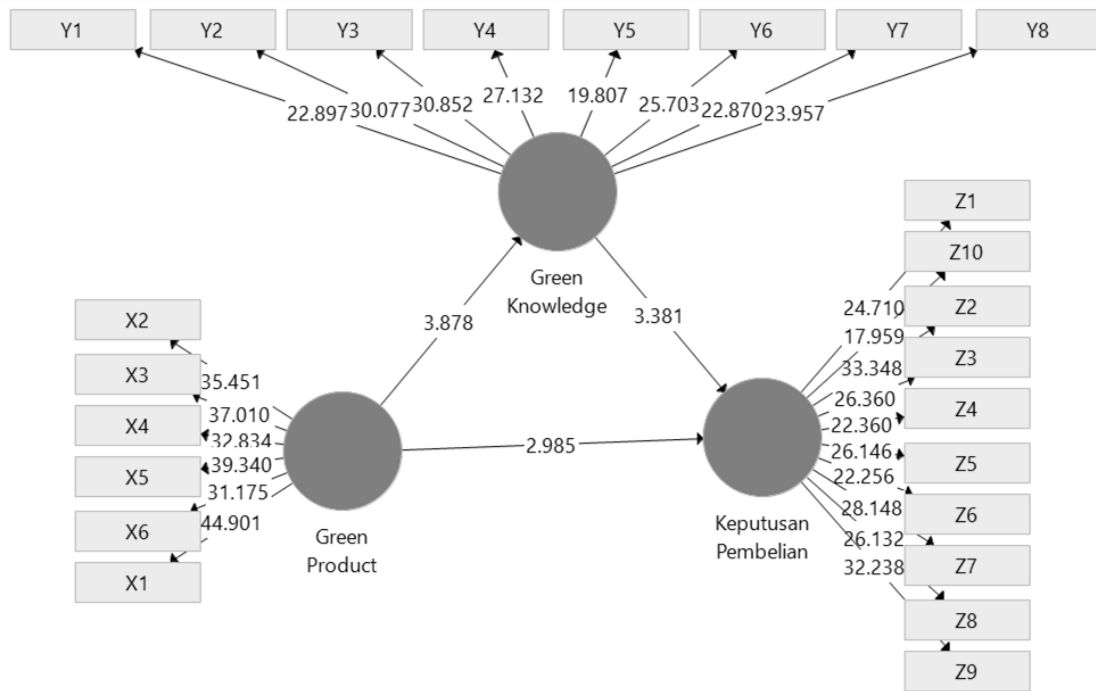 Y1
Y2
Y3
Y4
Y5
Y6
Y7
Y8
22.897
30.077
30.852
27.132
19.807
25.703
22.870
23.957
Green
Knowledge
3.878
3.381
2.985
X2
X3
X4
X5
X6
X1
35.451
37.010
32.834
39.340
31.175
44.901
Green
Product
Keputusan
Pembelian
24.710
17.959
33.348
26.360
22.360
26.146
22.256
28.148
26.132
32.238
Z1
Z10
Z2
Z3
Z4
Z5
Z6
Z7
Z8
Z9